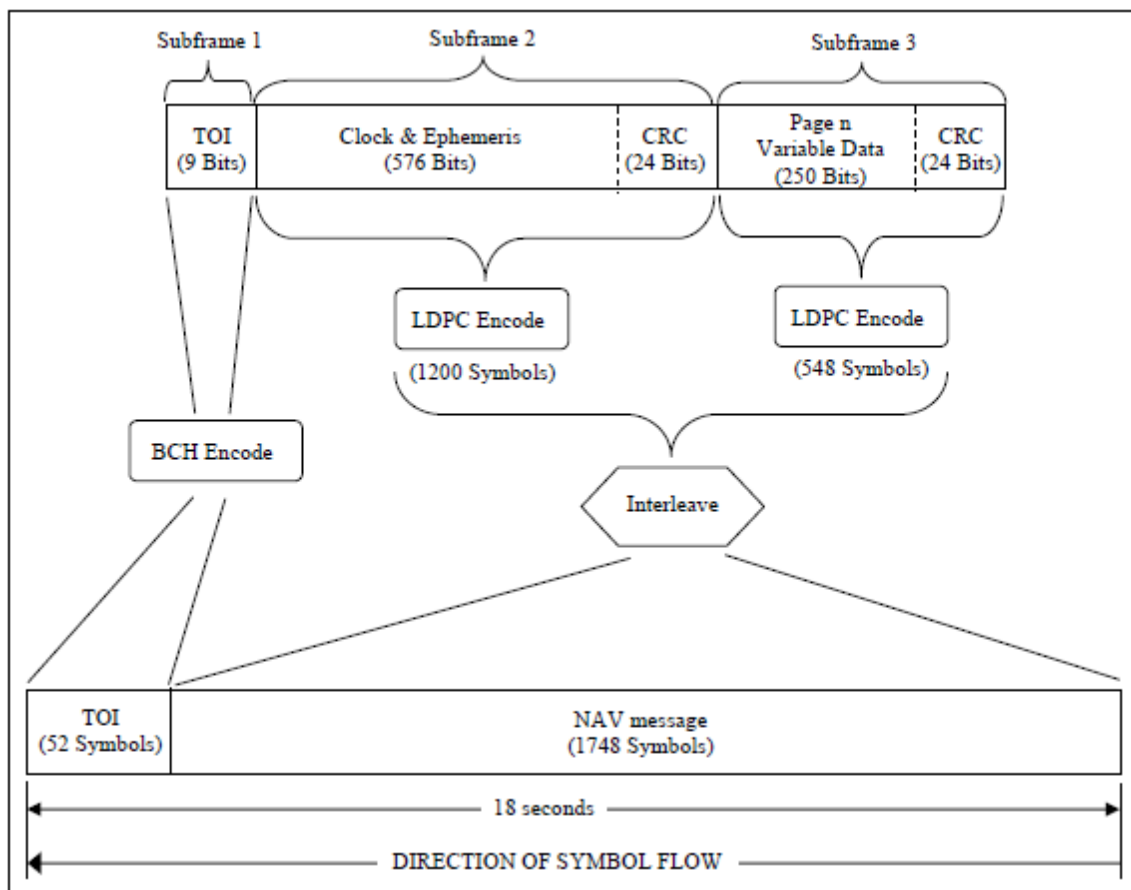 Subframe 1
Subframe 2
Subframe 3
TOI
(9 Bits)
Clock & Ephemeris
(576 Bits)
CRC
(24 Bits)
Page n
Variable Data
(250 Bits)
CRC
(24 Bits)
LDPC Encode
(1200 Symbols)
LDPC Encode
(548 Symbols)
BCH Encode
Interleave
TOI
(52 Symbols)
NAV message
(1748 Symbols)
18 seconds
DIRECTION OF SYMBOL FLOW